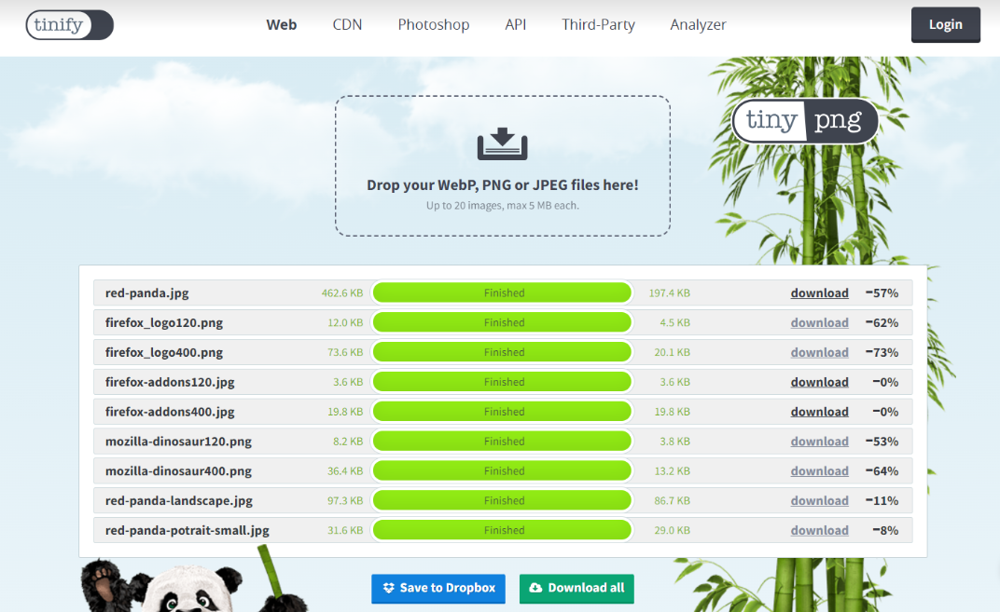 tinify Web CDN Photoshop API Third-Party Analyzer Login
tiny png
Drop your WebP, PNG or JPEG files here!
Up to 20 images, max 5 MB each.
red-panda.jpg 462.6 KB Finished 197.4 KB download -57%
firefox_logo120.png 12.0 KB Finished 4.5 KB download -62%
firefox_logo400.png 73.6 KB Finished 20.1 KB download -73%
firefox-addons120.jpg 3.6 KB Finished 3.6 KB download -0%
firefox-addons400.jpg 19.8 KB Finished 19.8 KB download -0%
mozilla-dinosaur120.png 8.2 KB Finished 3.8 KB download -53%
mozilla-dinosaur400.png 36.4 KB Finished 13.2 KB download -64%
red-panda-landscape.jpg 97.3 KB Finished 86.7 KB download -11%
red-panda-potrait-small.jpg 31.6 KB Finished 29.0 KB download -8%
Save to Dropbox Download all